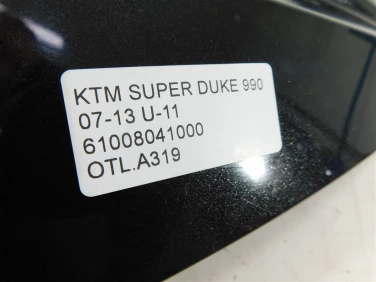 KTM SUPER DUKE 990
07-13 U-11
61008041000
OTL.A319